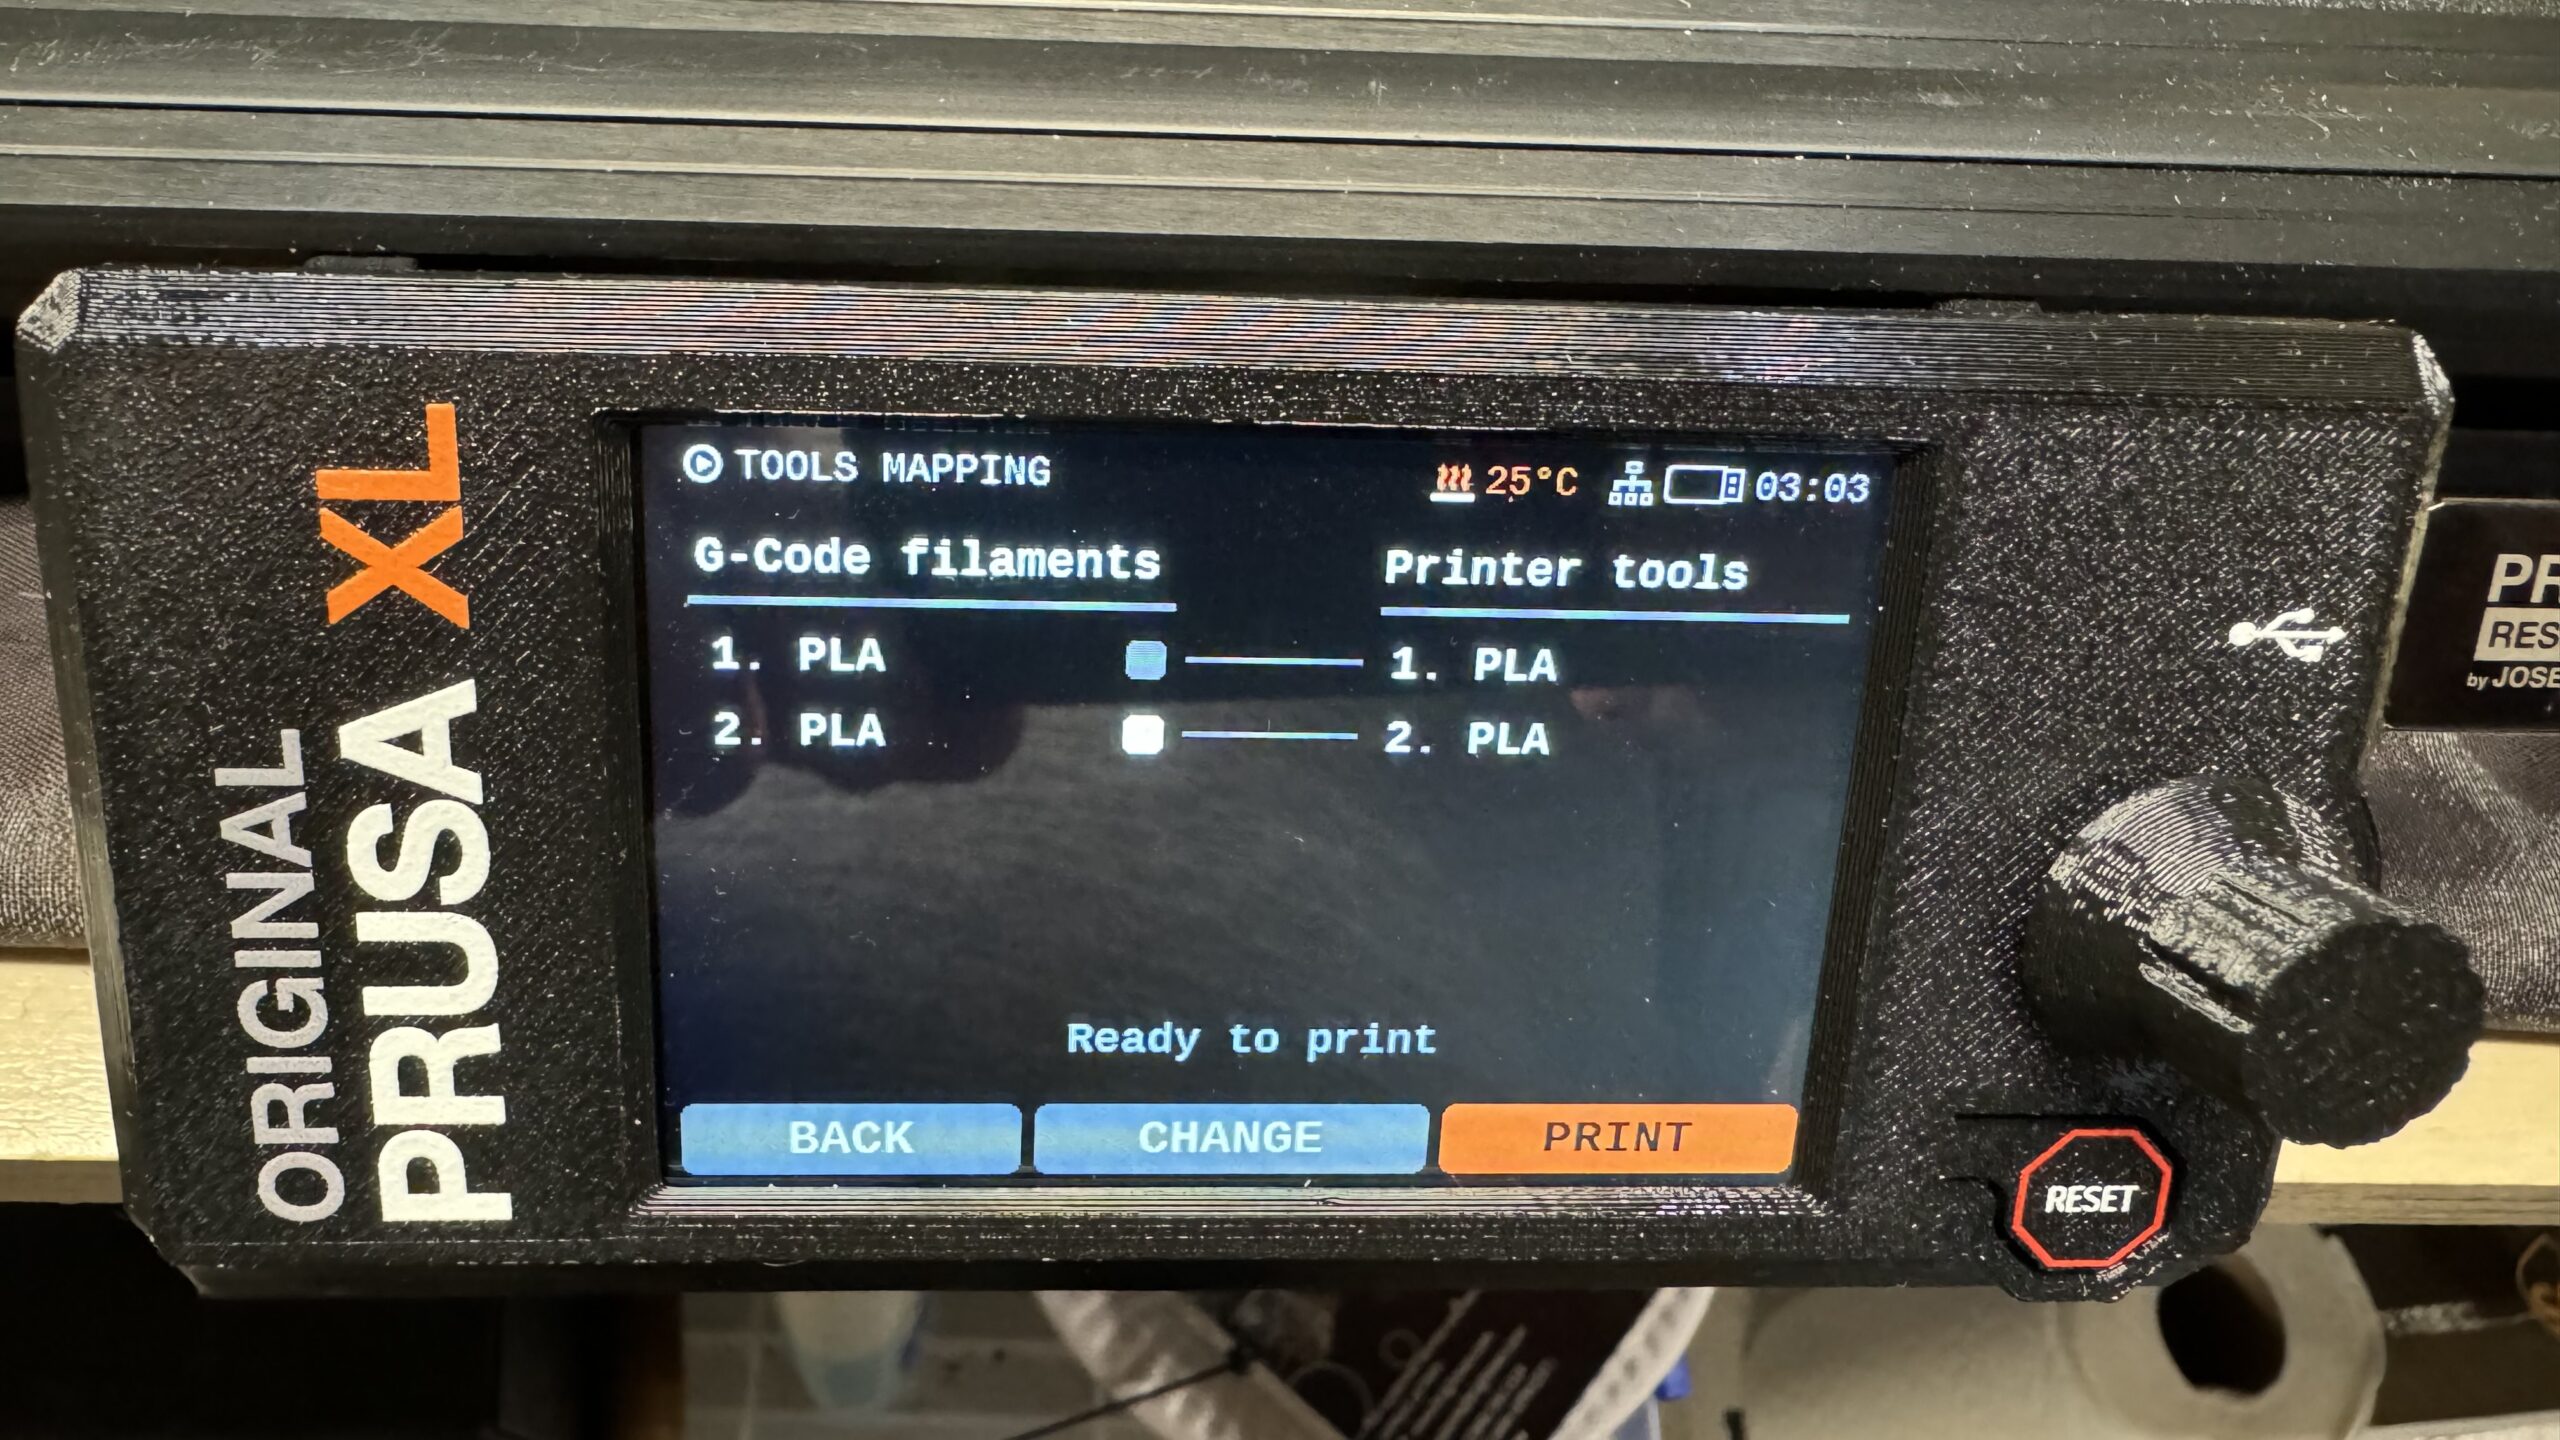 ORIGINAL
PRUSA XL
TOOLS MAPPING
25°C
03:03
G-Code filaments
Printer tools
1. PLA
1. PLA
2. PLA
2. PLA
Ready to print
BACK
CHANGE
PRINT
RESET
PR
RES
by JOSE